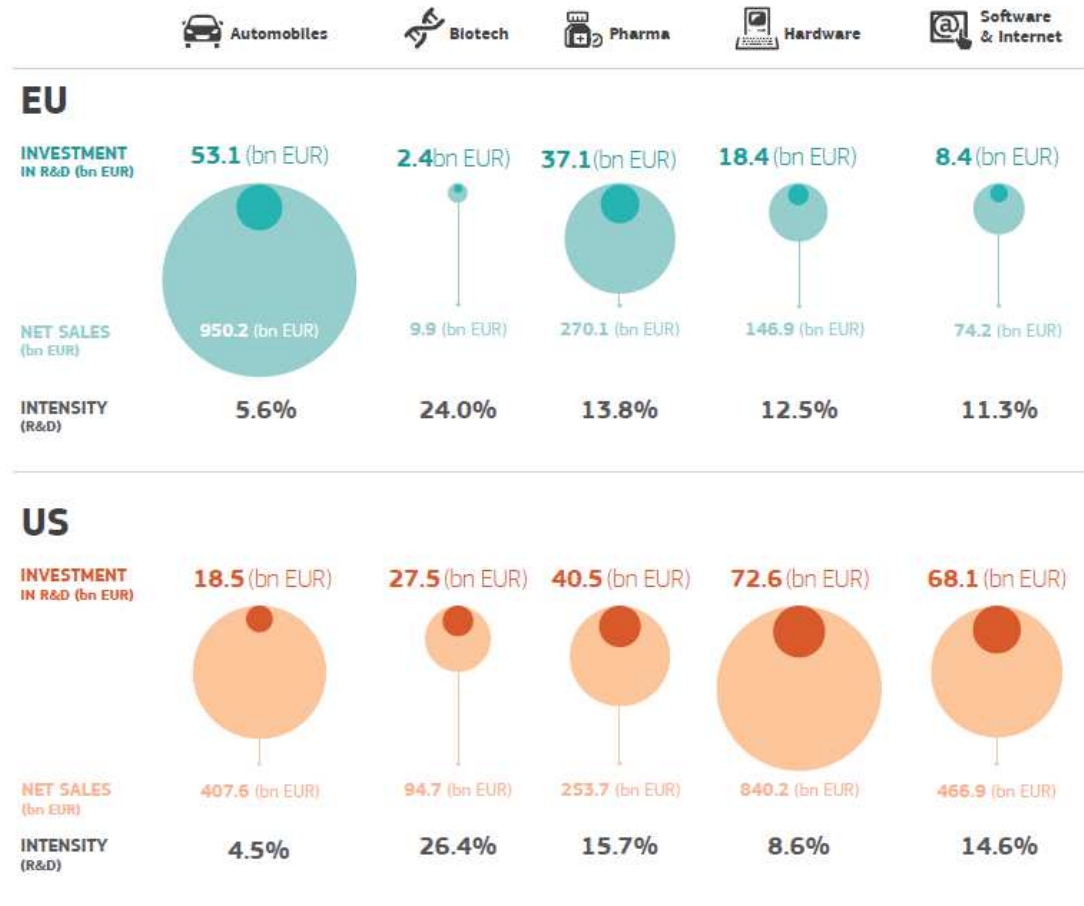 Automobiles
Biotech
Pharma
Hardware
Software
& Internet
EU
INVESTMENT
IN R&D (bn EUR)
53.1 (bn EUR)
2.4bn EUR)
37.1(bn EUR)
18.4 (bn EUR)
8.4 (bn EUR)
NET SALES
(bn EUR)
950.2 (bn EUR)
9.9 (bn EUR)
270.1 (bn EUR)
146.9 (bn EUR)
74.2 (bn EUR)
INTENSITY
(R&D)
5.6%
24.0%
13.8%
12.5%
11.3%
US
INVESTMENT
IN R&D (bn EUR)
18.5 (bn EUR)
27.5 (bn EUR)
40.5 (bn EUR)
72.6 (bn EUR)
68.1 (bn EUR)
NET SALES
(bn EUR)
407.6 (bn EUR)
94.7 (bn EUR)
253.7 (bn EUR)
840.2 (bn EUR)
466.9 (bn EUR)
INTENSITY
(R&D)
4.5%
26.4%
15.7%
8.6%
14.6%